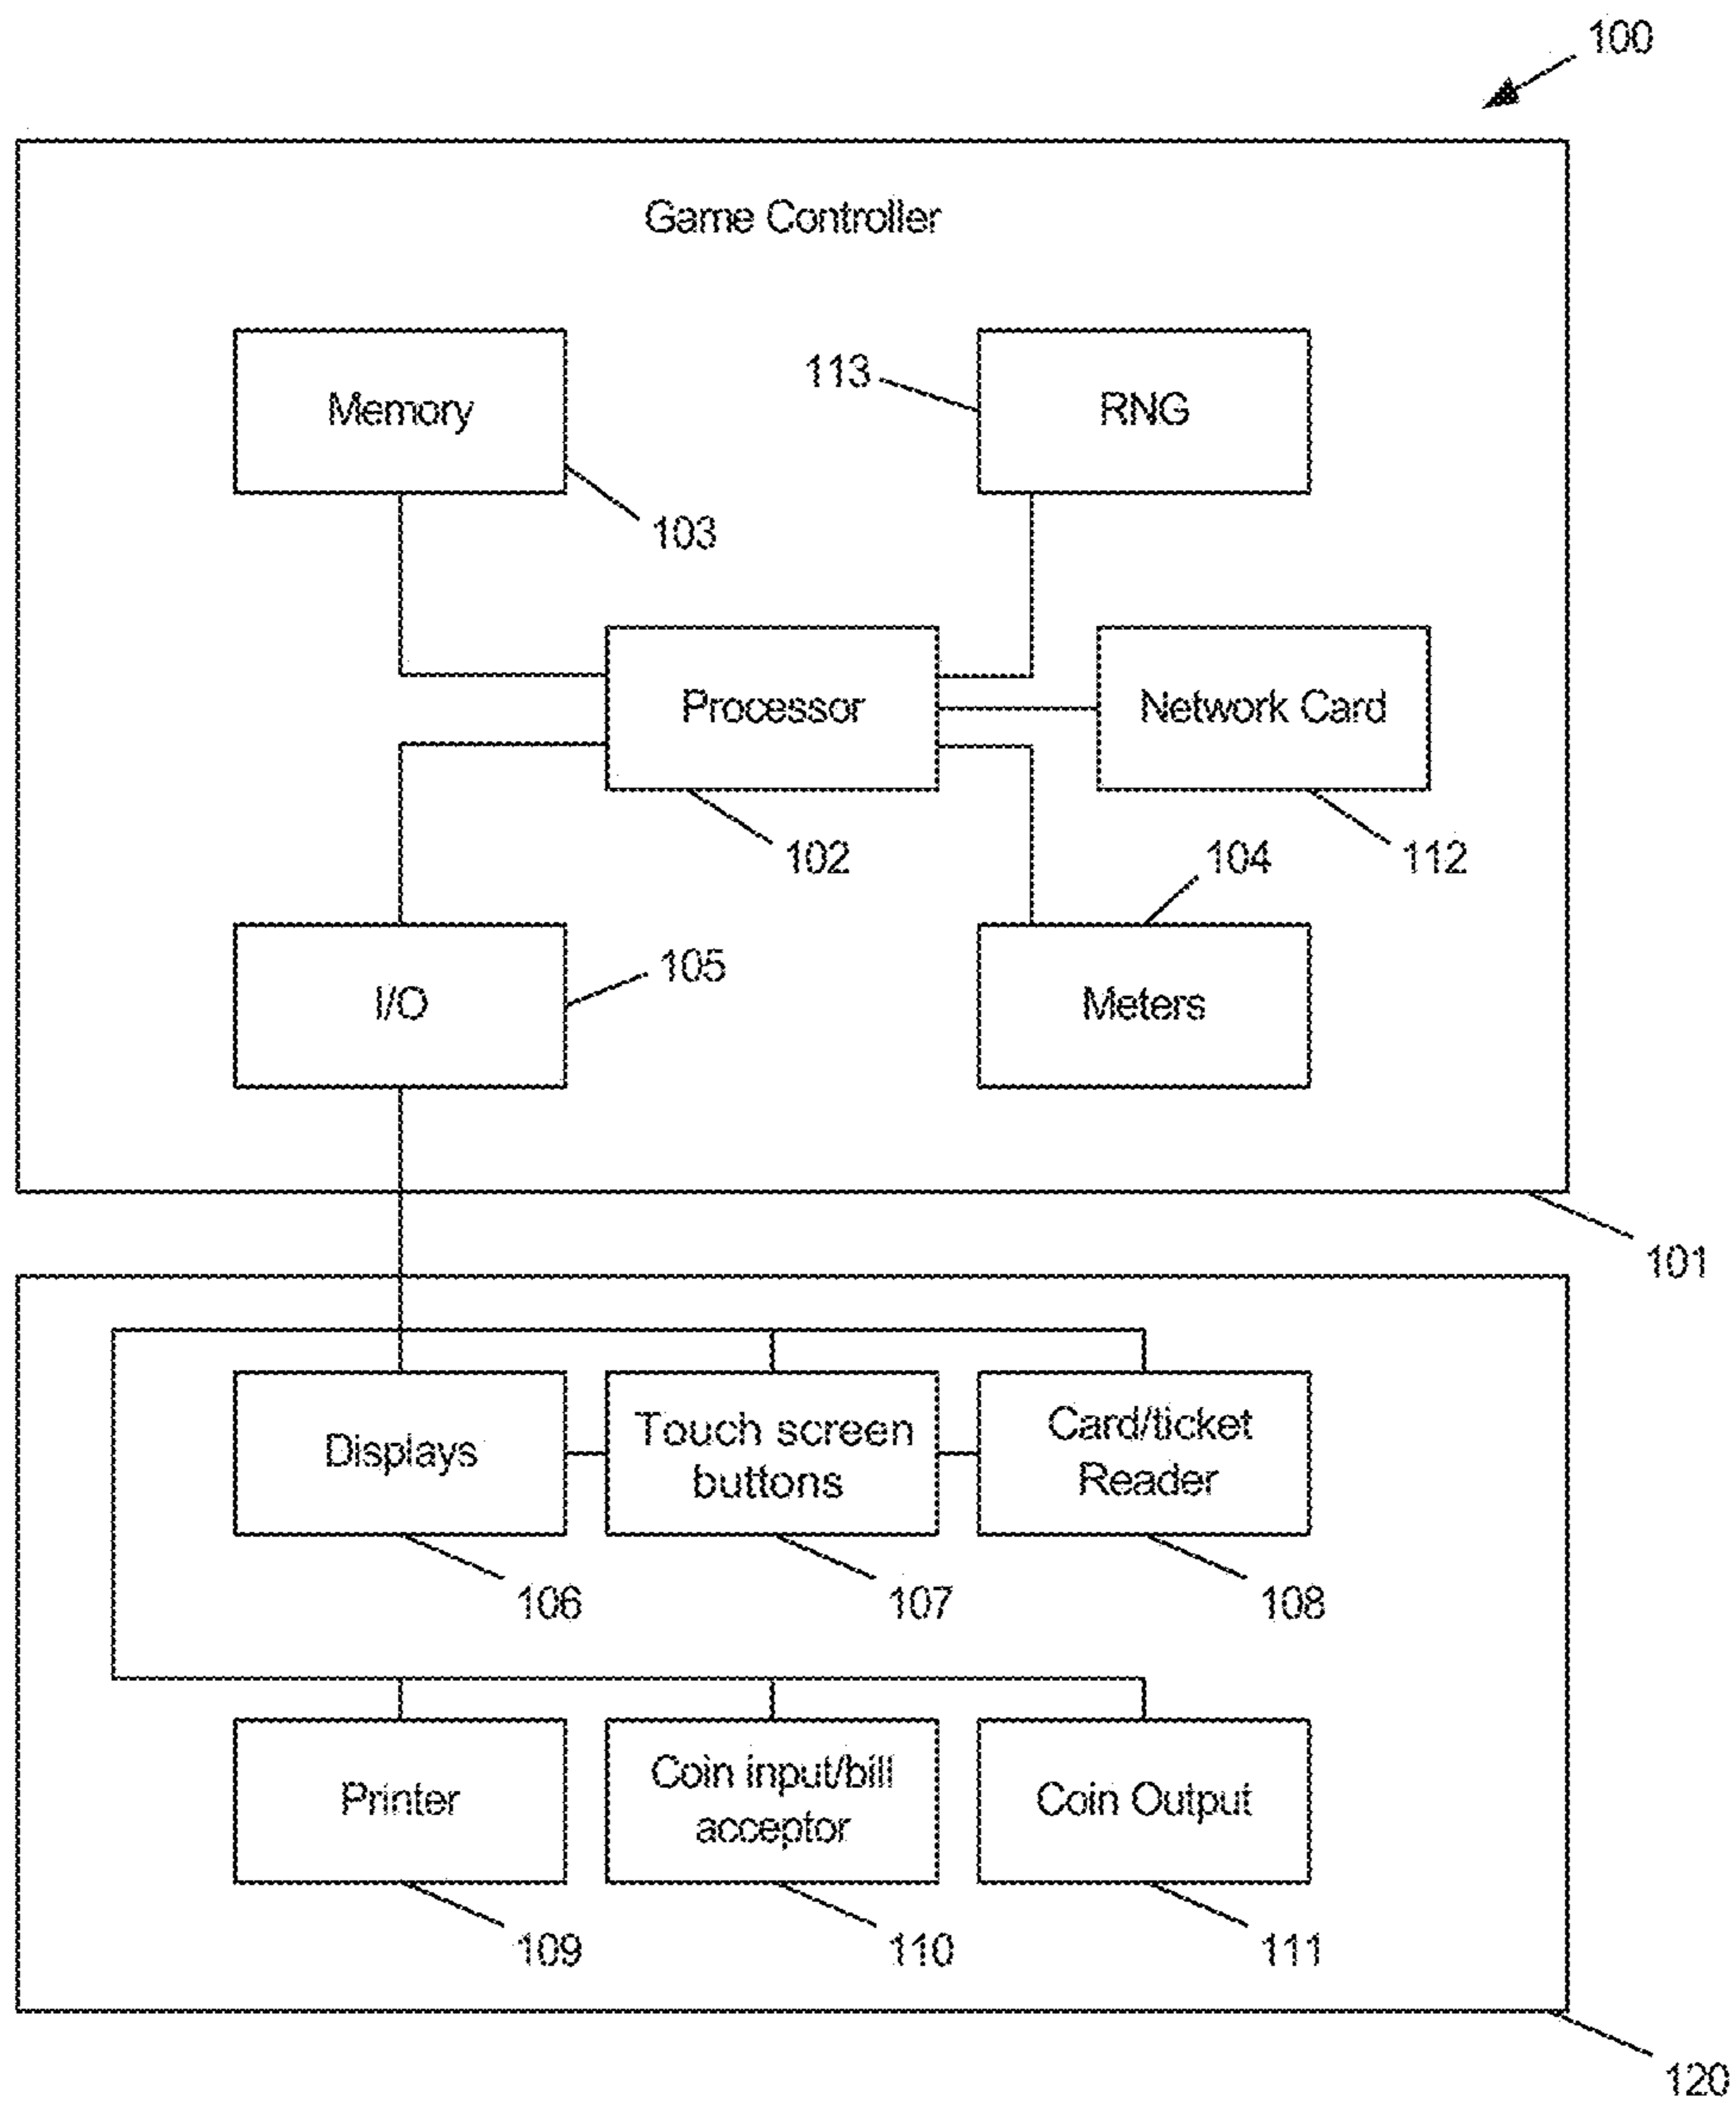 100
Game Controller
Memory
113
RNG
103
Processor
Network Card
102
104
112
I/O
105
Meters
101
Displays
Touch screen
buttons
Card/ticket
Reader
106
107
108
Printer
Coin input/bill
acceptor
Coin Output
109
110
111
120